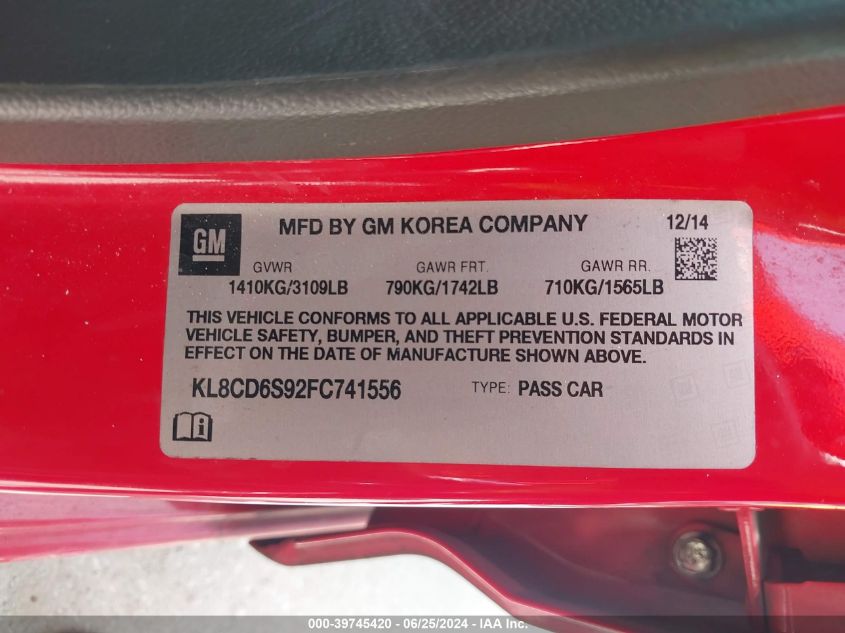 GM
MFD BY GM KOREA COMPANY 12/14
GVWR GAWR FRT. GAWR RR.
1410KG/3109LB 790KG/1742LB 710KG/1565LB
THIS VEHICLE CONFORMS TO ALL APPLICABLE U.S. FEDERAL MOTOR
VEHICLE SAFETY, BUMPER, AND THEFT PREVENTION STANDARDS IN
EFFECT ON THE DATE OF MANUFACTURE SHOWN ABOVE.
KL8CD6S92FC741556 TYPE: PASS CAR
000-39745420 - 06/25/2024 - IAA Inc.